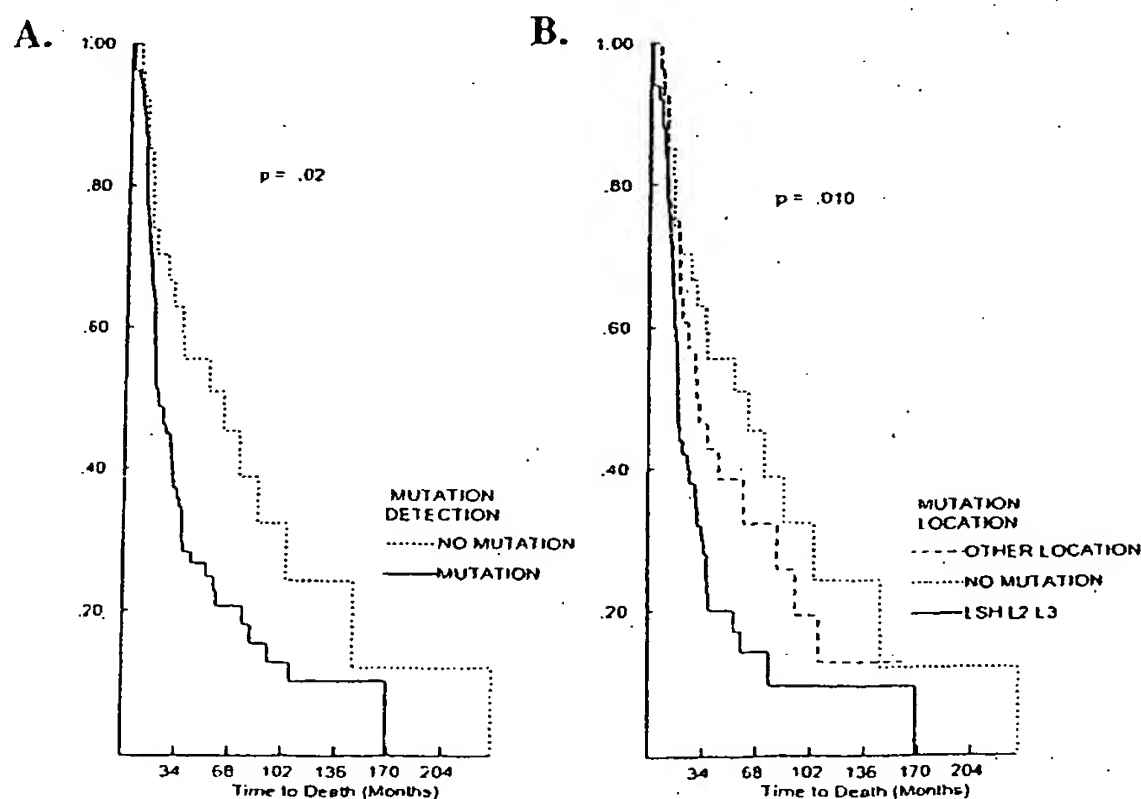 A.
1.00
.80
.60
.40
.20
p = .02
MUTATION
DETECTION
NO MUTATION
MUTATION
34 68 102 136 170 204
Time to Death (Months)
B.
1.00
.80
.60
.40
.20
p = .010
MUTATION
LOCATION
OTHER LOCATION
NO MUTATION
LSH L2 L3
34 68 102 136 170 204
Time to Death (Months)